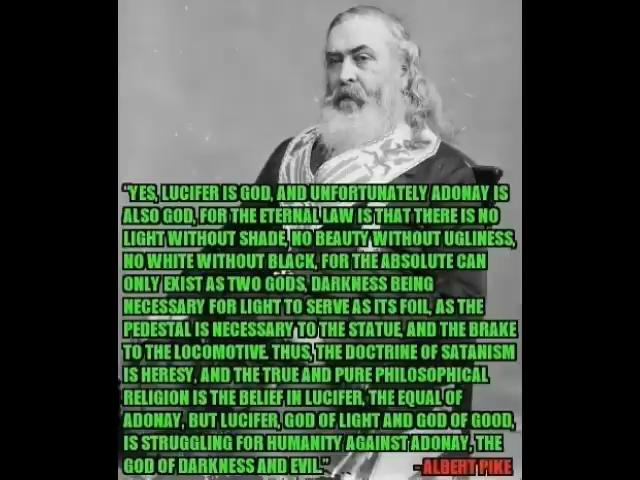 "YES, LUCIFER IS GOD, AND UNFORTUNATELY ADONAY IS
ALSO GOD, FOR THE ETERNAL LAW IS THAT THERE IS NO
LIGHT WITHOUT SHADE, NO BEAUTY WITHOUT UGLINESS,
NO WHITE WITHOUT BLACK, FOR THE ABSOLUTE CAN
ONLY EXIST AS TWO GODS, DARKNESS BEING
NECESSARY FOR LIGHT TO SERVE AS ITS FOIL, AS THE
PEDESTAL IS NECESSARY TO THE STATUE, AND THE BRAKE
TO THE LOCOMOTIVE. THUS, THE DOCTRINE OF SATANISM
IS HERESY, AND THE TRUE AND PURE PHILOSOPHICAL
RELIGION IS THE BELIEF IN LUCIFER, THE EQUAL OF
ADONAY, BUT LUCIFER, GOD OF LIGHT AND GOD OF GOOD,
IS STRUGGLING FOR HUMANITY AGAINST ADONAY, THE
GOD OF DARKNESS AND EVIL." - ALBERT PIKE